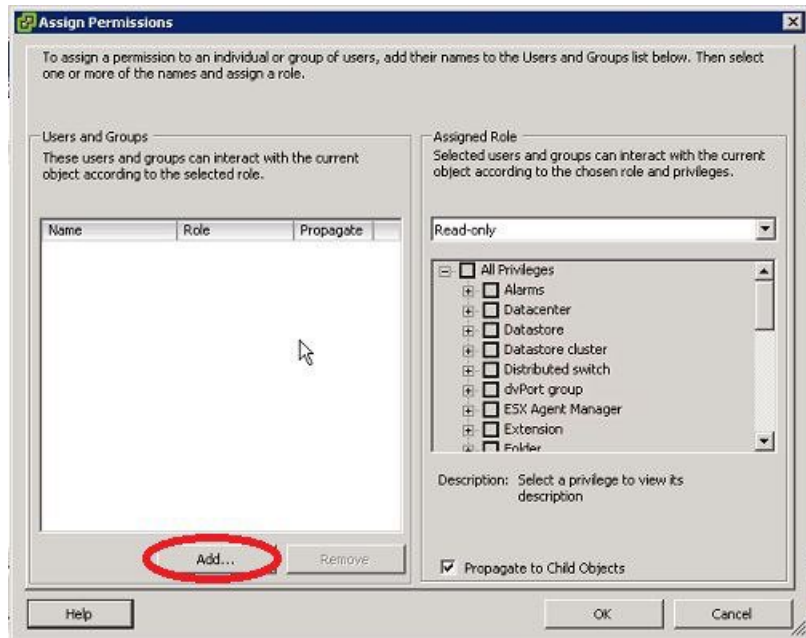 Assign Permissions
To assign a permission to an individual or group of users, add their names to the Users and Groups list below. Then select
one or more of the names and assign a role.
Users and Groups
These users and groups can interact with the current
object according to the selected role.
Name Role Propagate
Add...
Remove
Assigned Role
Selected users and groups can interact with the current
object according to the chosen role and privileges.
Read-only
All Privileges
Alarms
Datacenter
Datastore
Datastore cluster
Distributed switch
dvPort group
ESX Agent Manager
Extension
Folder
Description: Select a privilege to view its
description
Propagate to Child Objects
Help
OK
Cancel